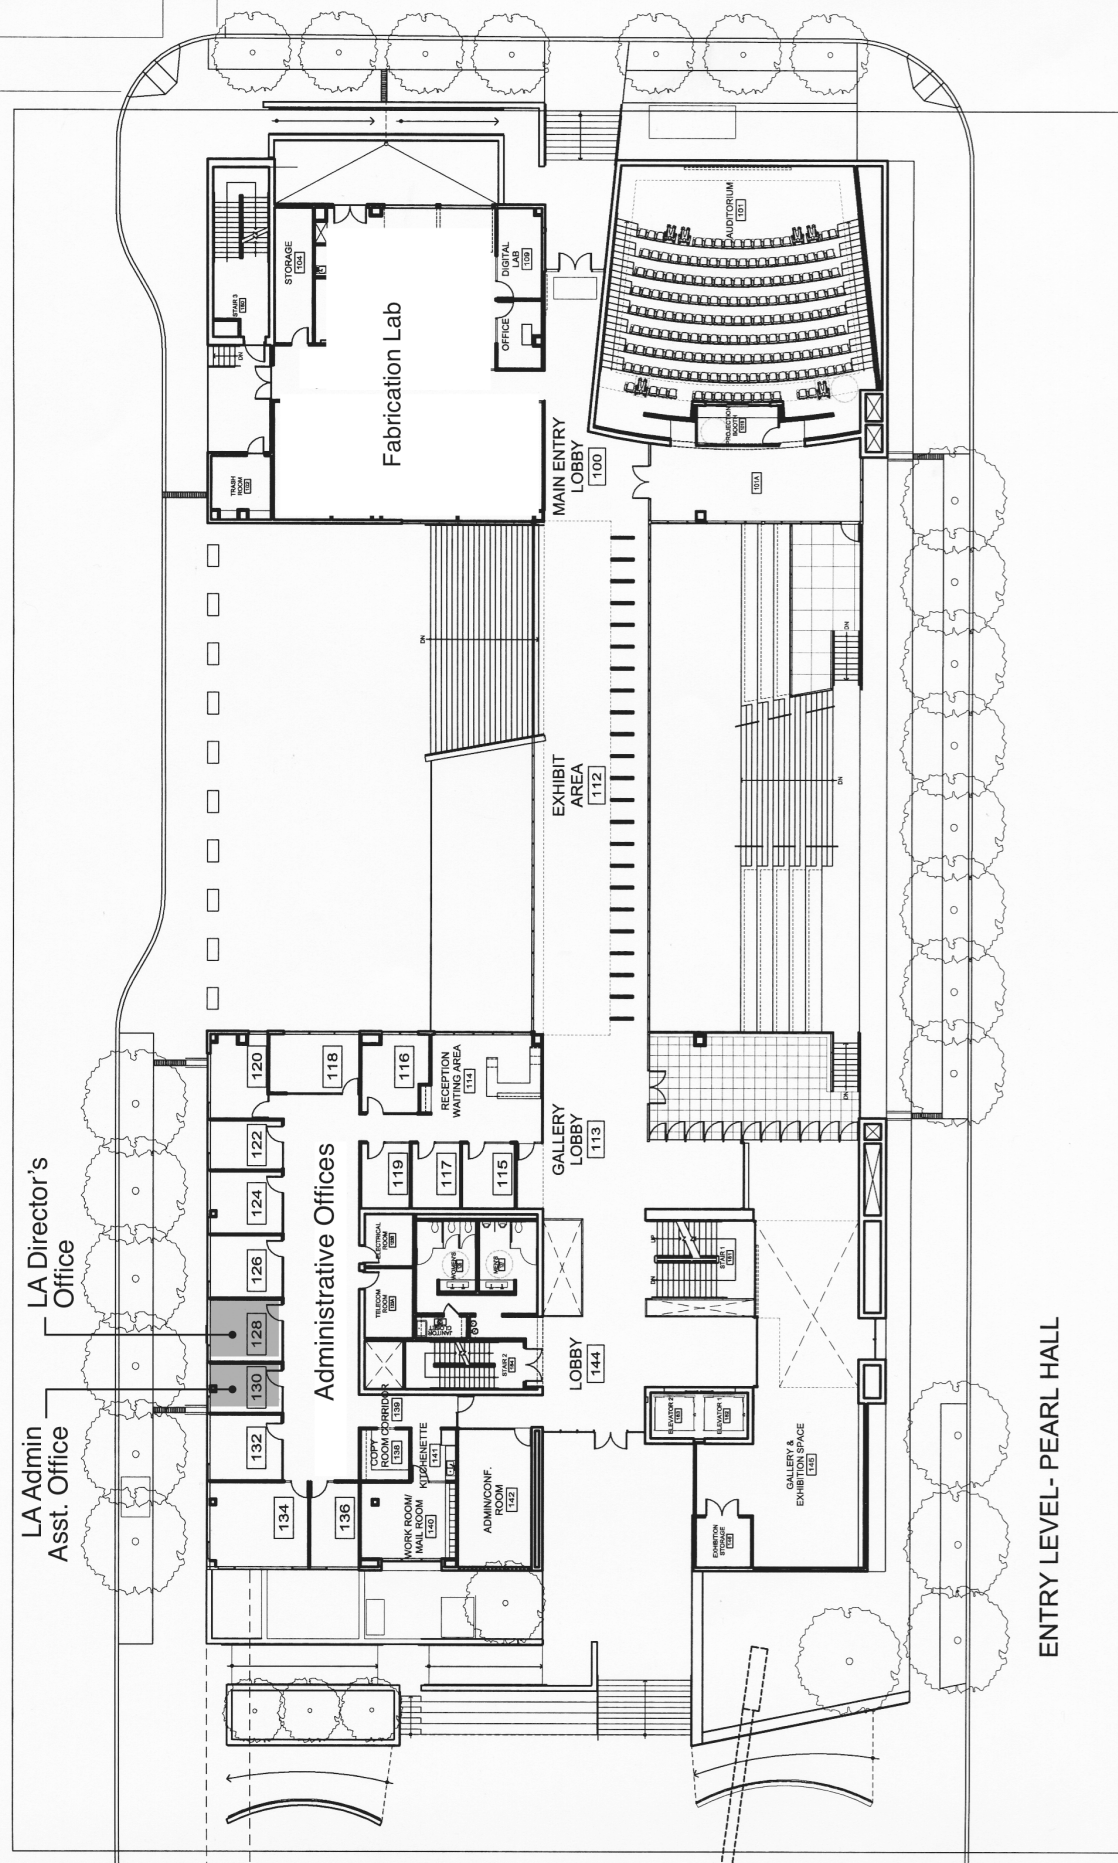 AUDITORIUM
101
STORAGE
104
DIGITAL
LAB
109
STAIR 3
DN
OFFICE
Fabrication Lab
PROJECTION
BOOTH
MAIN ENTRY
LOBBY
100
TRASH
ROOM
102
101A
DN
DN
EXHIBIT
AREA
112
DN
120
118
116
RECEPTION
WAITING AREA
114
DN
GALLERY
LOBBY
113
122
119
117
115
LA Director's
Office
124
Administrative Offices
ELECTRICAL
ROOM
WOMEN'S
MEN'S
UP
DN
STAIR 1
126
TELECOM
ROOM
128
STAIR 2
LOBBY
144
LA Admin
Asst. Office
130
CORRIDOR
139
ELEVATOR 2
ELEVATOR 1
132
COPY
ROOM
138
KITCHENETTE
141
GALLERY &
EXHIBITION SPACE
145
134
136
WORK ROOM/
MAIL ROOM
140
ADMIN/CONF.
ROOM
142
EXHIBITION
STORAGE
ENTRY LEVEL- PEARL HALL